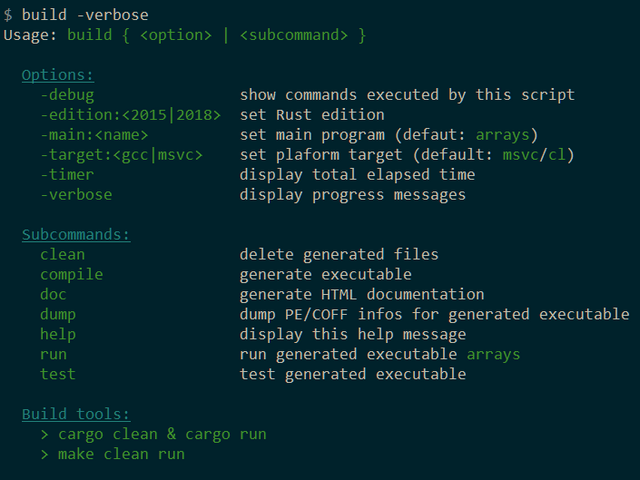 $ build -verbose
Usage: build { <option> | <subcommand> }
Options:
-debug show commands executed by this script
-edition:<2015|2018> set Rust edition
-main:<name> set main program (defaut: arrays)
-target:<gcc|msvc> set plaform target (default: msvc/cl)
-timer display total elapsed time
-verbose display progress messages
Subcommands:
clean delete generated files
compile generate executable
doc generate HTML documentation
dump dump PE/COFF infos for generated executable
help display this help message
run run generated executable arrays
test test generated executable
Build tools:
> cargo clean & cargo run
> make clean run